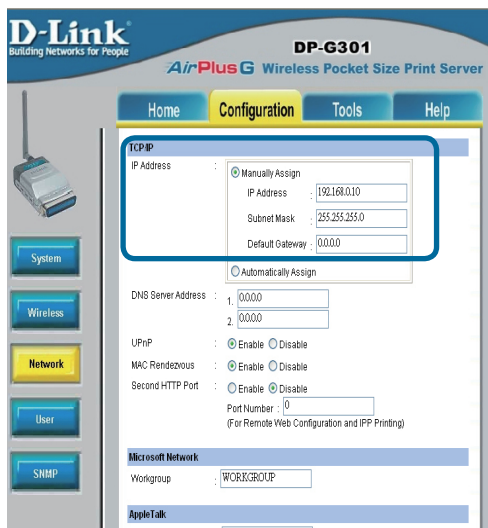 D-Link
Building Networks for People
DP-G301
AirPlus G Wireless Pocket Size Print Server
Home Configuration Tools Help
TCP/IP
IP Address : Manually Assign
IP Address : 192.168.0.10
Subnet Mask : 255.255.255.0
Default Gateway : 0.0.0.0
Automatically Assign
DNS Server Address : 1. 0.0.0.0
2. 0.0.0.0
UPnP : Enable Disable
MAC Rendezvous : Enable Disable
Second HTTP Port : Enable Disable
Port Number : 0
(For Remote Web Configuration and IPP Printing)
Microsoft Network
Workgroup : WORKGROUP
AppleTalk
System
Wireless
Network
User
SNMP